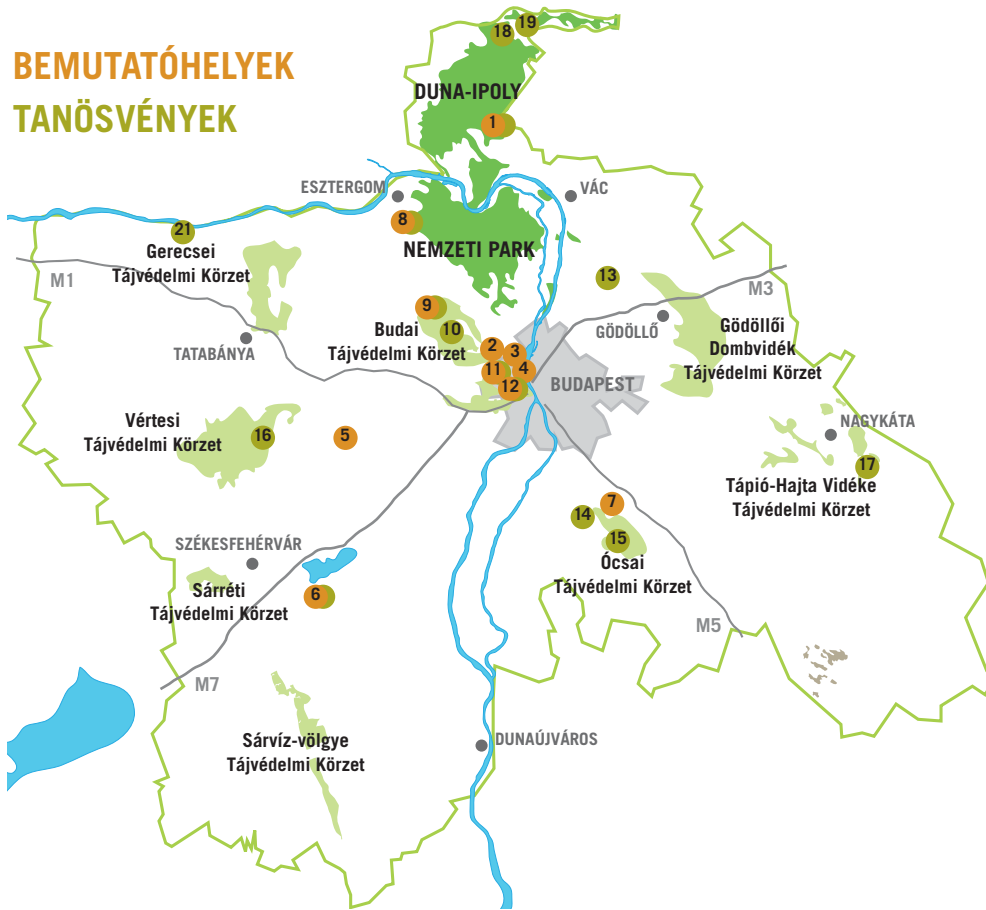 BEMUTATÓHELYEK
TANÖSVÉNYEK
18
19
DUNA-IPOLY
1
ESZTERGOM
VÁC
8
NEMZETI PARK
21
Gerecsei
Tájvédelmi Körzet
M1
13
M3
9
10
Budai
Tájvédelmi Körzet
GÖDÖLLŐ
Gödöllői
Dombvidék
Tájvédelmi Körzet
TATABÁNYA
2
3
11
4
12
BUDAPEST
Vértesi
Tájvédelmi Körzet
16
5
NAGYKÁTA
17
Tápió-Hajta Vidéke
Tájvédelmi Körzet
7
14
15
Ócsai
Tájvédelmi Körzet
SZÉKESFEHÉRVÁR
Sárréti
Tájvédelmi Körzet
6
M5
M7
Sárvíz-völgye
Tájvédelmi Körzet
DUNAÚJVÁROS